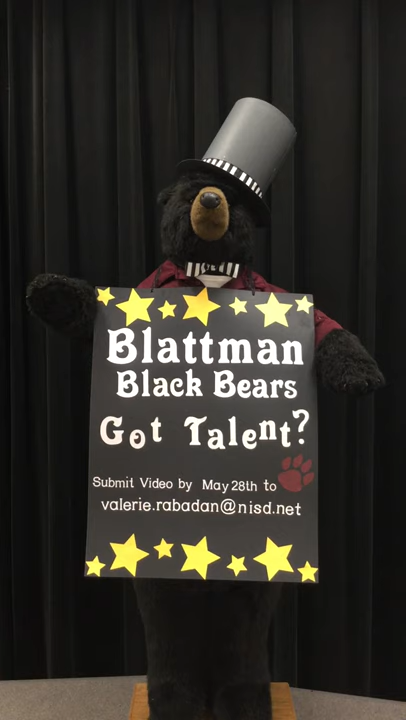 Blattman
Black Bears
Got Talent?
Submit Video by May 28th to
valerie.rabadan@nisd.net